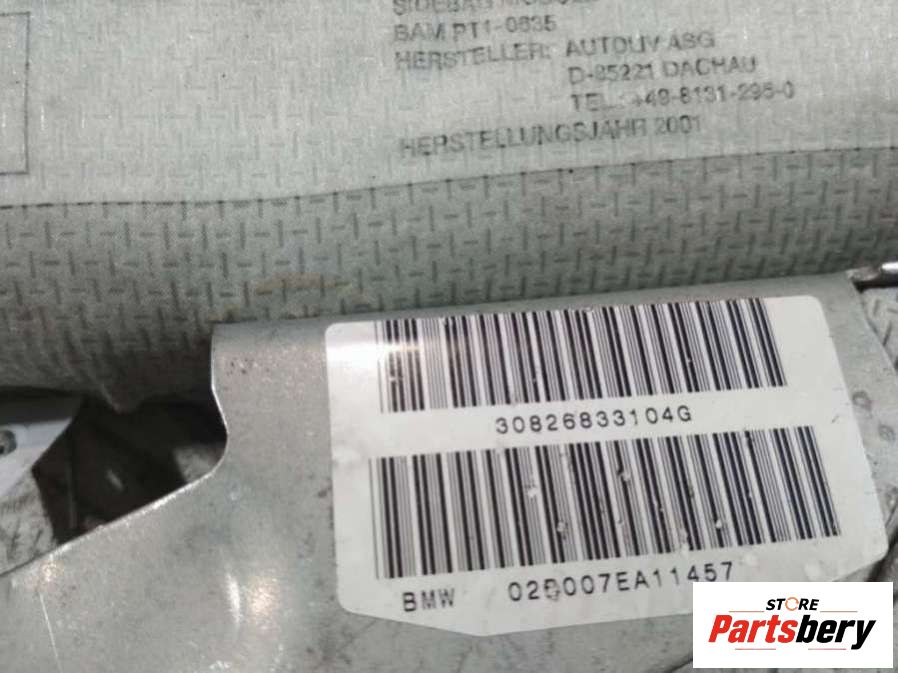 SIDEBAG
BAM PT1-0635
HERSTELLER: AUTOLIV ASG
D-85221 DACHAU
TEL.: +49-8131-295-0
HERSTELLUNGSJAHR 2001
30826833104G
BMW
STORE
Partsbery